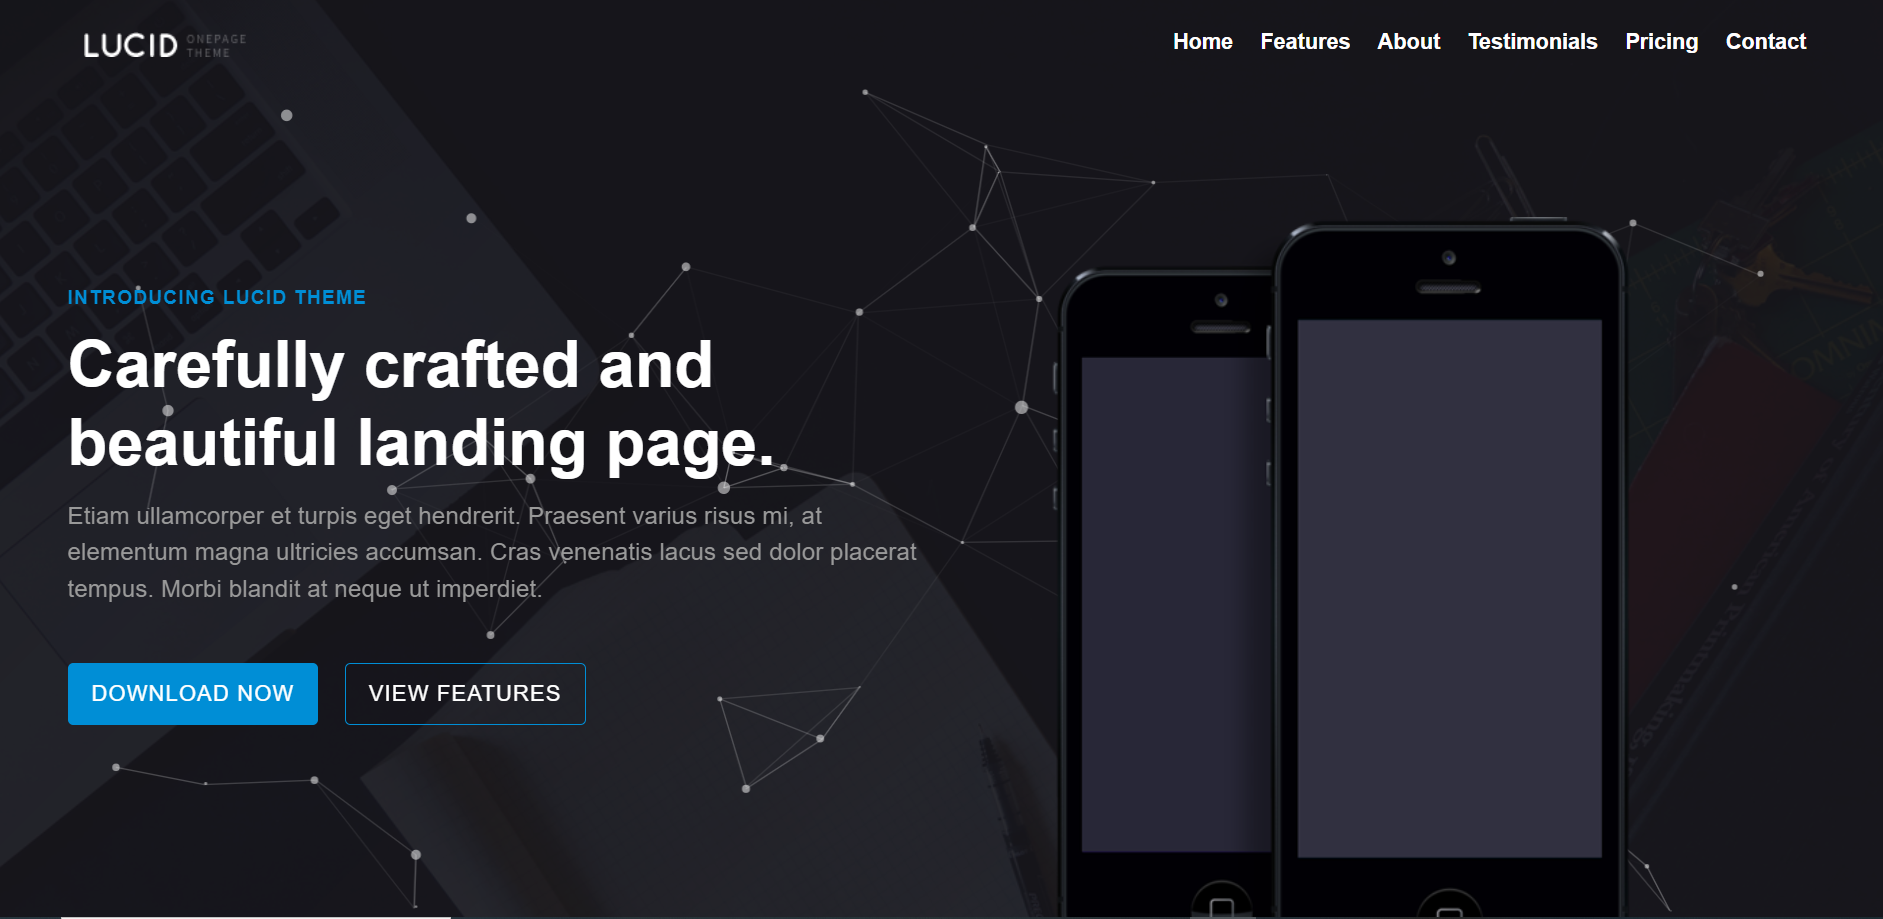 LUCID ONEPAGE THEME
Home Features About Testimonials Pricing Contact
INTRODUCING LUCID THEME
Carefully crafted and
beautiful landing page.
Etiam ullamcorper et turpis eget hendrerit. Praesent varius risus mi, at
elementum magna ultricies accumsan. Cras venenatis lacus sed dolor placerat
tempus. Morbi blandit at neque ut imperdiet.
DOWNLOAD NOW VIEW FEATURES